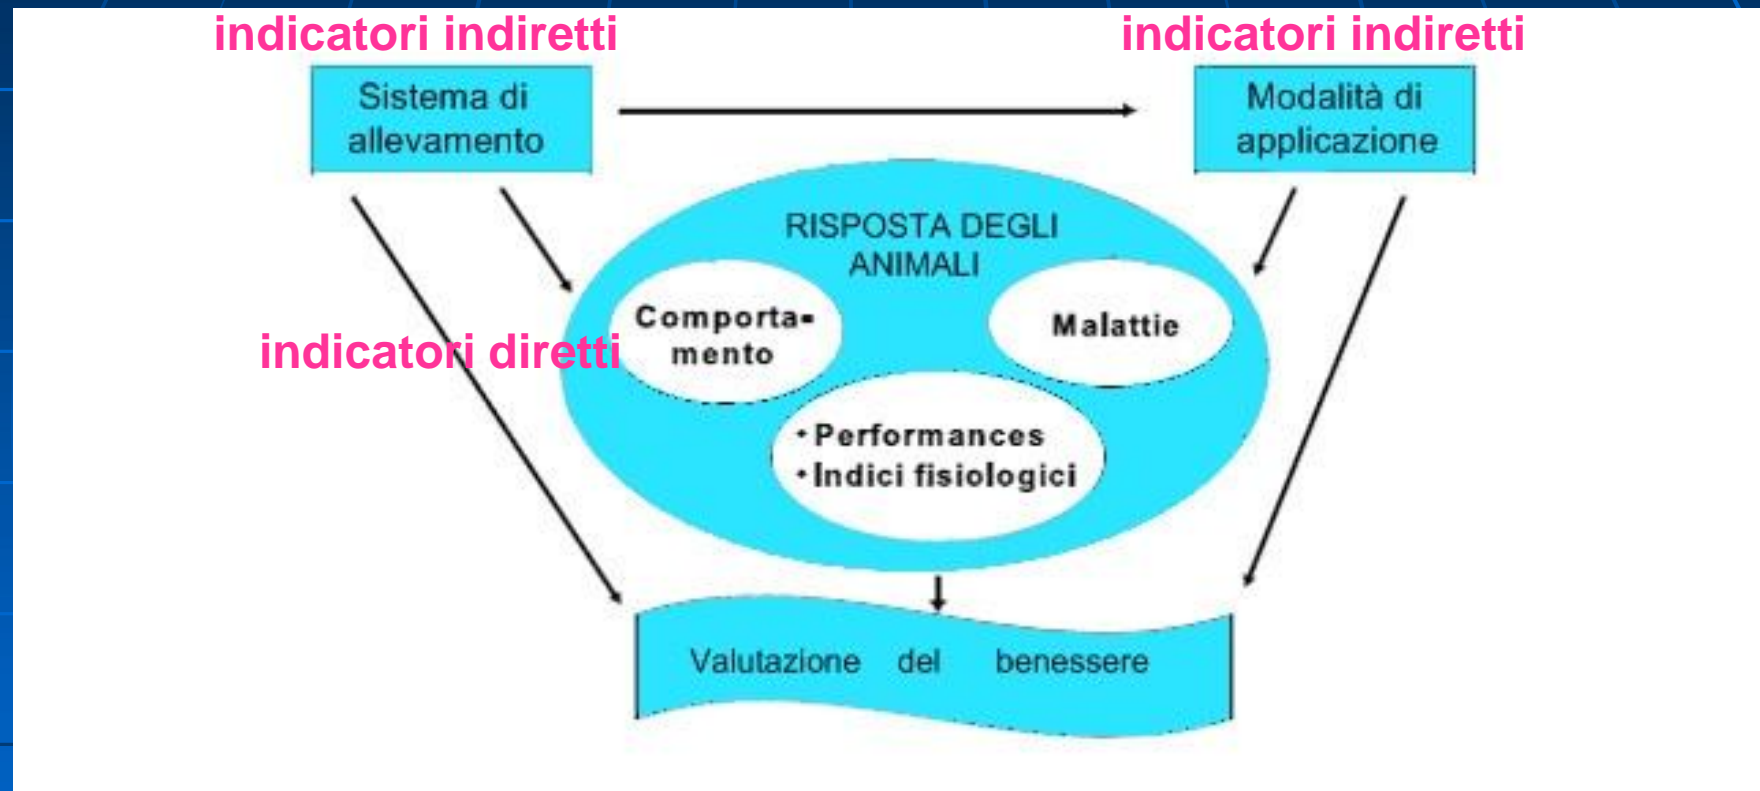 indicatori indiretti
indicatori indiretti
Sistema di
allevamento
Modalità di
applicazione
RISPOSTA DEGLI
ANIMALI
Comporta-
mento
Malattie
indicatori diretti
• Performances
• Indici fisiologici
Valutazione del benessere